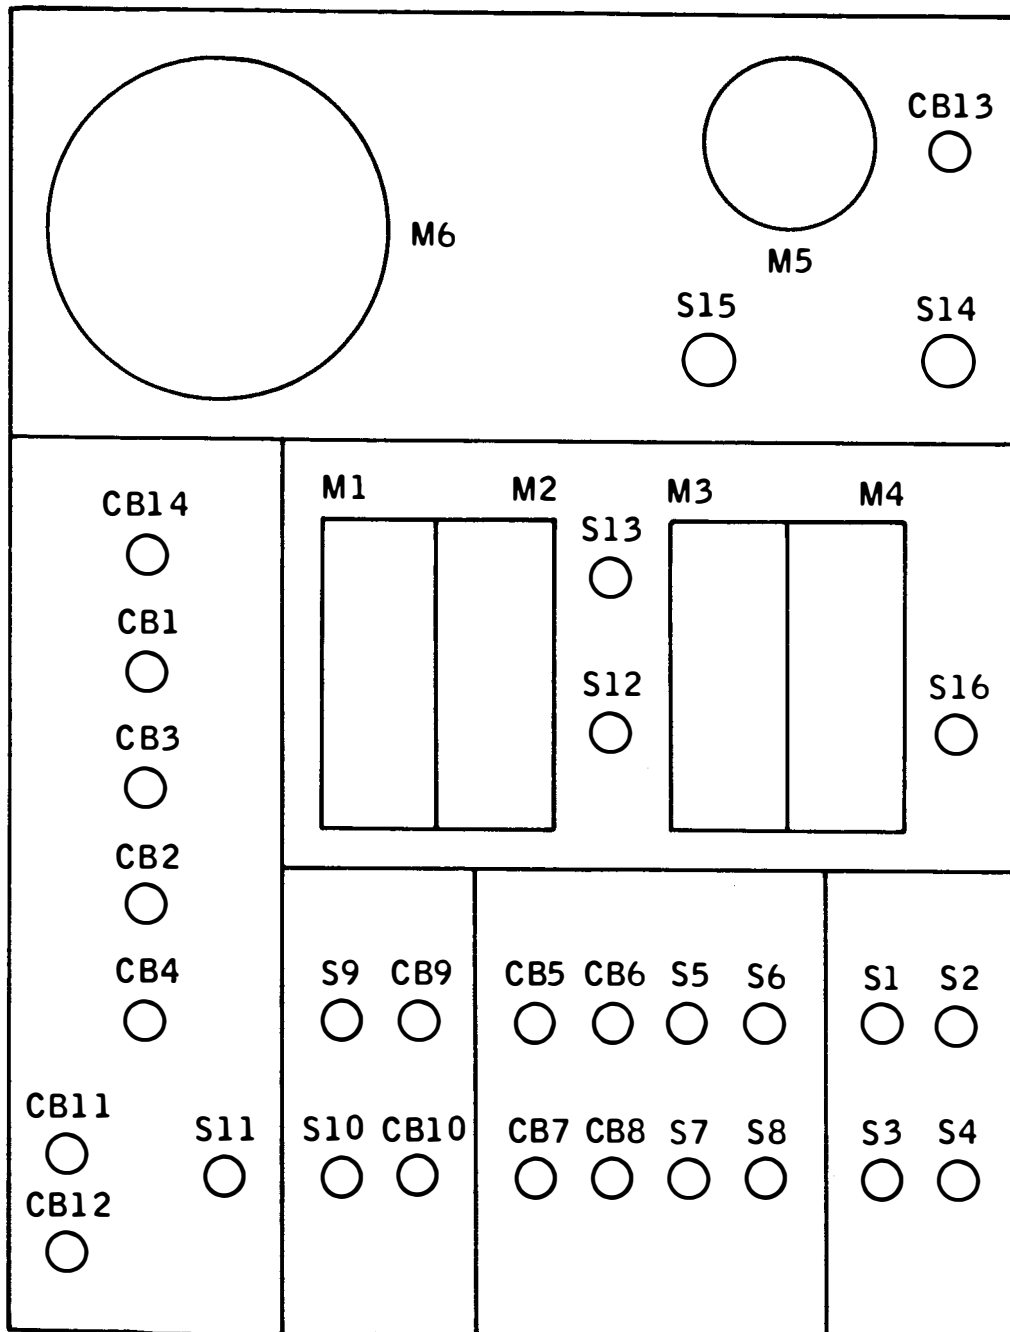 CB13
M6
M5
S15 S14
CB14
CB1
CB3
CB2
CB4
CB11
S11
CB12
M1 M2 M3 M4
S13
S12
S16
S9 CB9
S10 CB10
CB5 CB6 S5 S6
CB7 CB8 S7 S8
S1 S2
S3 S4